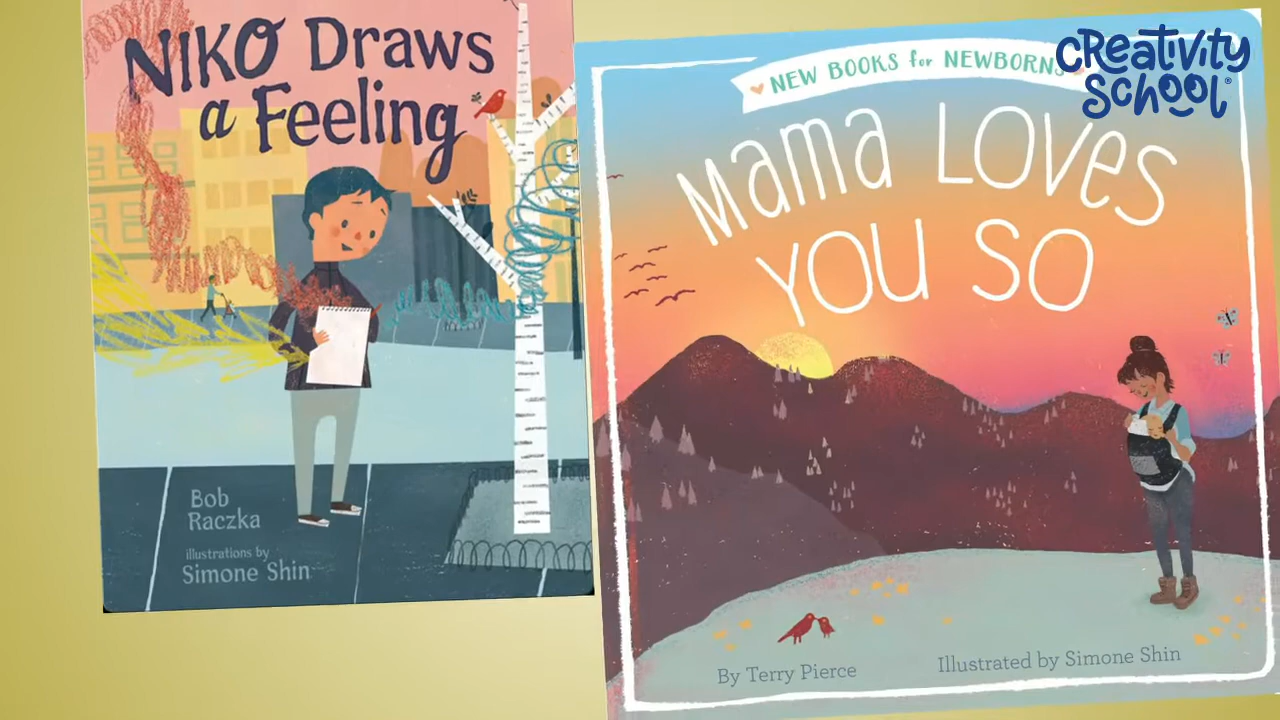 NIKO Draws
a Feeling
Bob
Raczka
illustrations by
Simone Shin
NEW BOOKS for NEWBORNS
Mama Loves
YOU SO
By Terry Pierce
Illustrated by Simone Shin
CReativity
School